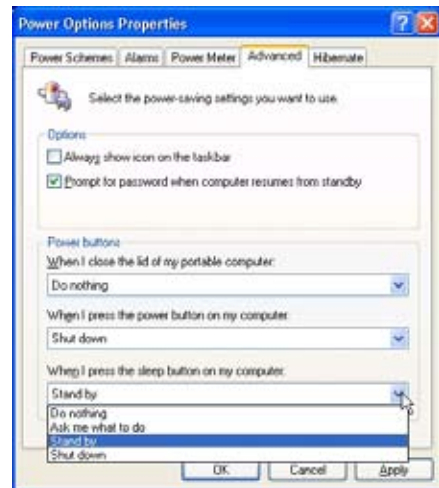 Power Options Properties
Power Schemes Alarms Power Meter Advanced Hibernate
Select the power-saving settings you want to use.
Options
Always show icon on the taskbar
Prompt for password when computer resumes from standby
Power buttons
When I close the lid of my portable computer:
Do nothing
When I press the power button on my computer:
Shut down
When I press the sleep button on my computer:
Stand by
Do nothing
Ask me what to do
Stand by
Shut down
OK Cancel Apply